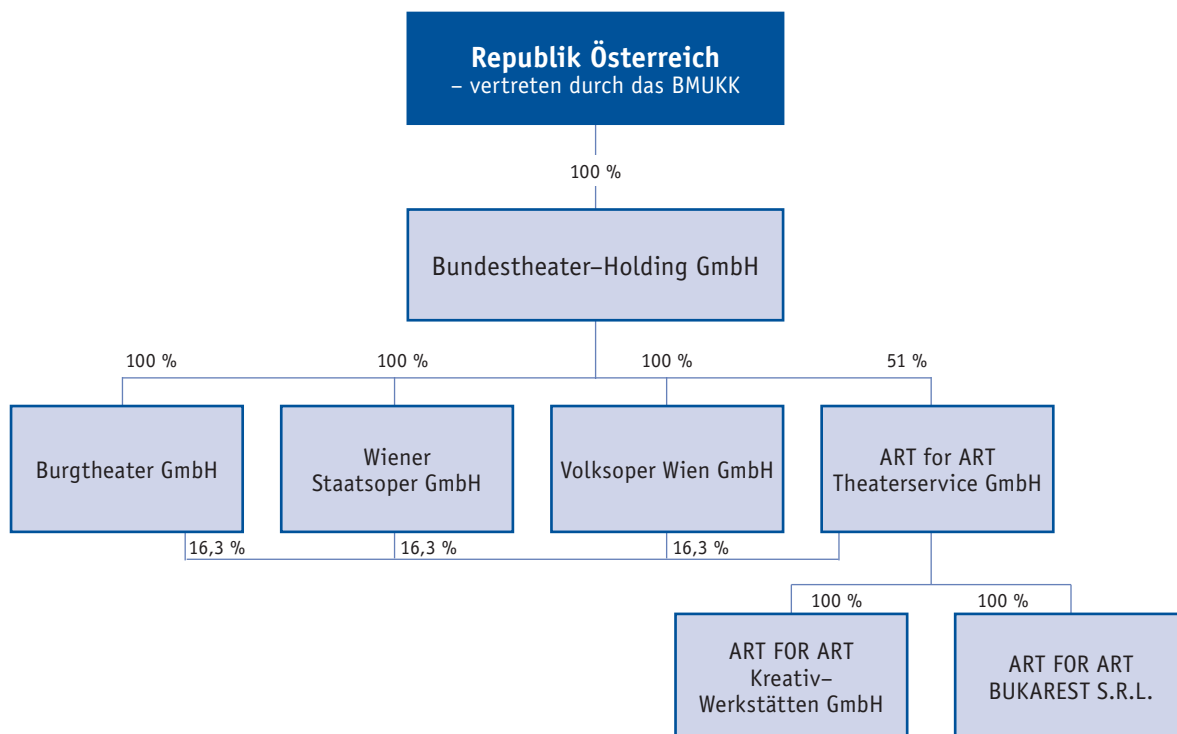 Republik Österreich
– vertreten durch das BMUKK
100 %
Bundestheater–Holding GmbH
100 %
100 %
100 %
51 %
Burgtheater GmbH
Wiener
Staatsoper GmbH
Volksoper Wien GmbH
ART for ART
Theaterservice GmbH
16,3 %
16,3 %
16,3 %
100 %
100 %
ART FOR ART
Kreativ–
Werkstätten GmbH
ART FOR ART
BUKAREST S.R.L.